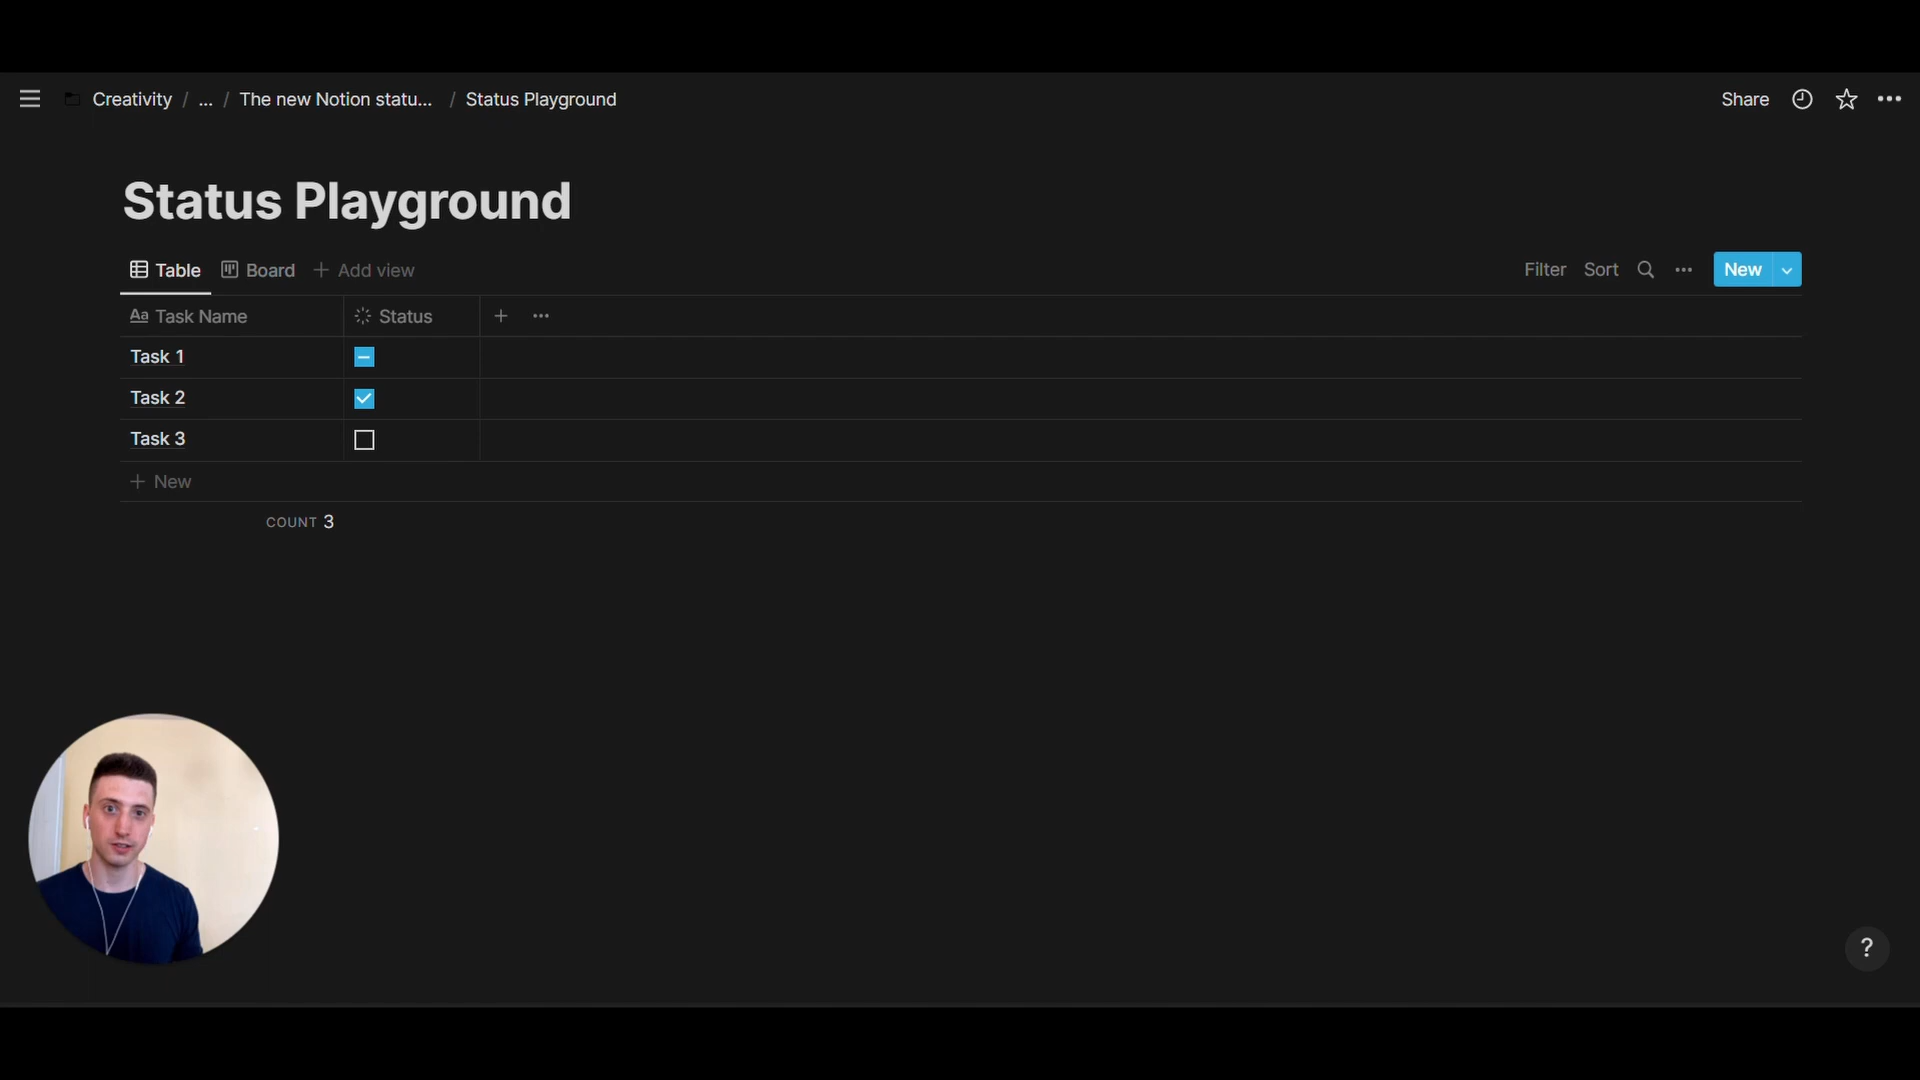 Creativity / ... / The new Notion statu... / Status Playground
Share
Status Playground
Table Board + Add view
Filter Sort New
Aa Task Name Status + ...
Task 1
Task 2
Task 3
+ New
COUNT 3
?